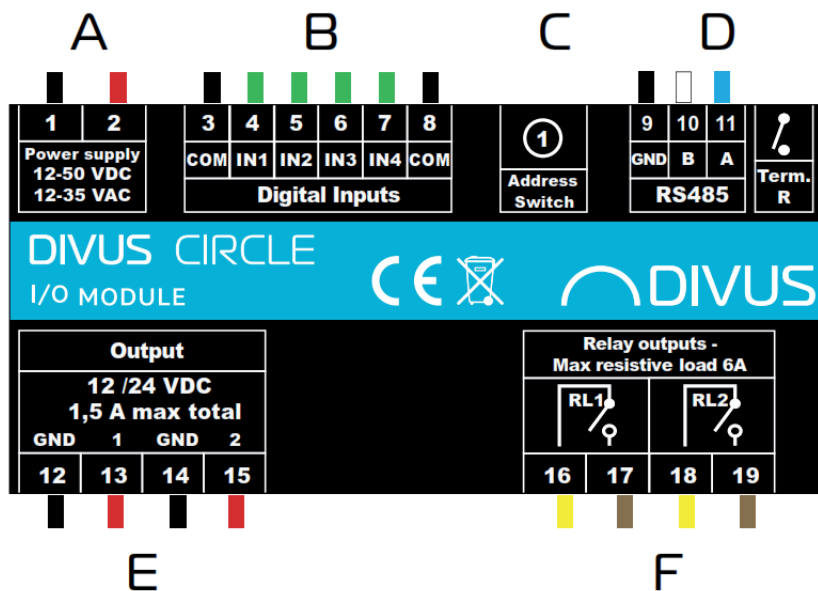 A B C D
1 2 3 4 5 6 7 8 1 9 10 11
Power supply
12-50 VDC
12-35 VAC
COM IN1 IN2 IN3 IN4 COM
Digital Inputs
Address
Switch
GND B A
RS485
Term.
R
DIVUS CIRCLE
I/O MODULE
CE
DIVUS
Output
12 /24 VDC
1,5 A max total
GND 1 GND 2
12 13 14 15
Relay outputs -
Max resistive load 6A
RL1 RL2
16 17 18 19
E F